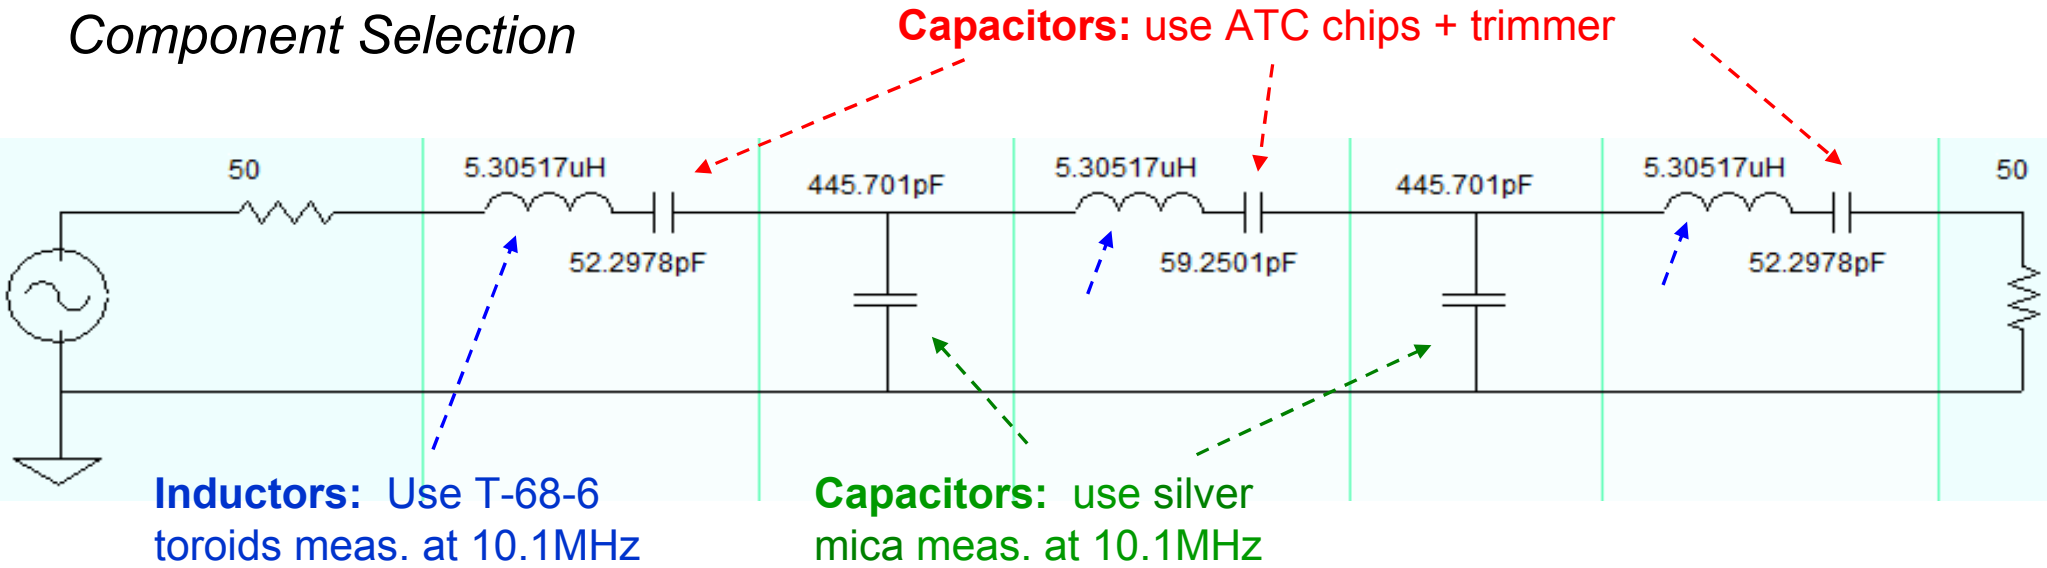 Component Selection
Capacitors: use ATC chips + trimmer
50
5.30517uH
445.701pF
5.30517uH
445.701pF
5.30517uH
50
52.2978pF
59.2501pF
52.2978pF
Inductors: Use T-68-6
toroids meas. at 10.1MHz
Capacitors: use silver
mica meas. at 10.1MHz